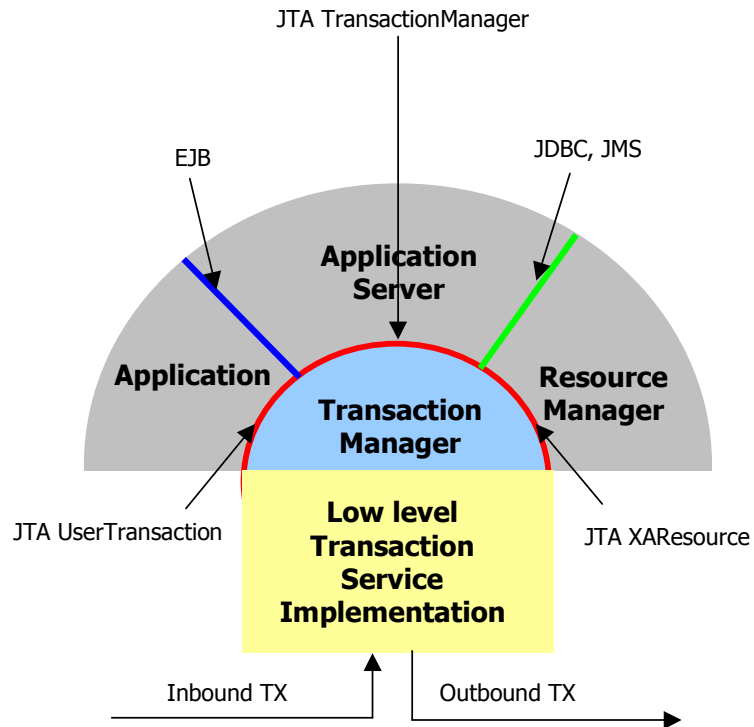 JTA TransactionManager
EJB
JDBC, JMS
Application
Server
Application
Resource
Manager
Transaction
Manager
JTA UserTransaction
JTA XAResource
Low level
Transaction
Service
Implementation
Inbound TX
Outbound TX